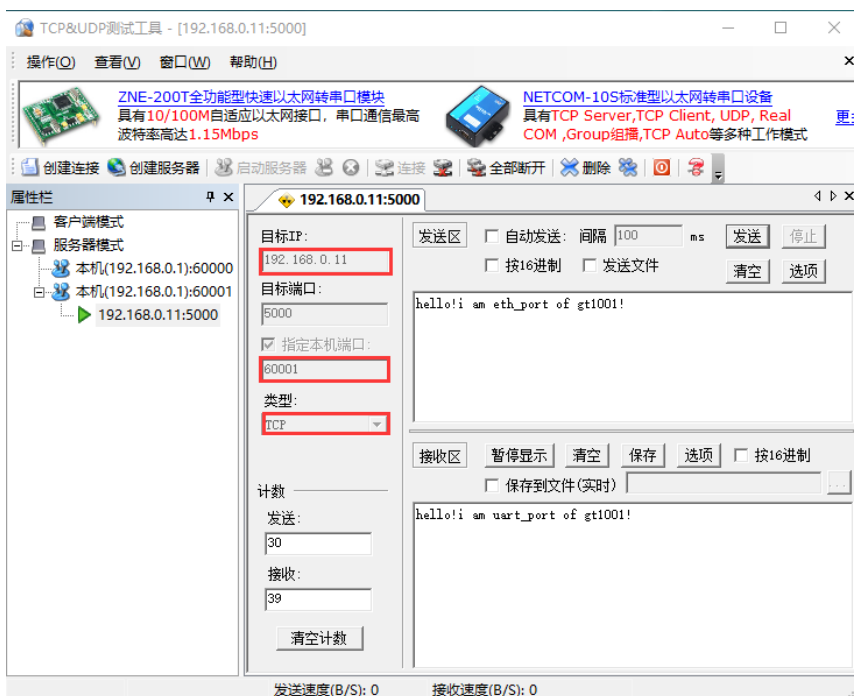 TCP&UDP测试工具 - [192.168.0.11:5000]
操作(O) 查看(V) 窗口(W) 帮助(H)
ZNE-200T全功能型快速以太网转串口模块
具有10/100M自适应以太网接口，串口通信最高
波特率高达1.15Mbps
NETCOM-10S标准型以太网转串口设备
具有TCP Server,TCP Client, UDP, Real
COM ,Group组播,TCP Auto等多种工作模式
创建连接 创建服务器 启动服务器 连接 全部断开 删除
属性栏
客户端模式
服务器模式
本机(192.168.0.1):60000
本机(192.168.0.1):60001
192.168.0.11:5000
192.168.0.11:5000
目标IP:
192.168.0.11
目标端口:
5000
指定本机端口:
60001
类型:
TCP
计数
发送:
30
接收:
39
清空计数
发送区 自动发送: 间隔 100 ms 发送 停止
按16进制 发送文件 清空 选项
hello!i am eth_port of gt1001!
接收区 暂停显示 清空 保存 选项 按16进制
保存到文件(实时) ...
hello!i am uart_port of gt1001!
发送速度(B/S): 0 接收速度(B/S): 0